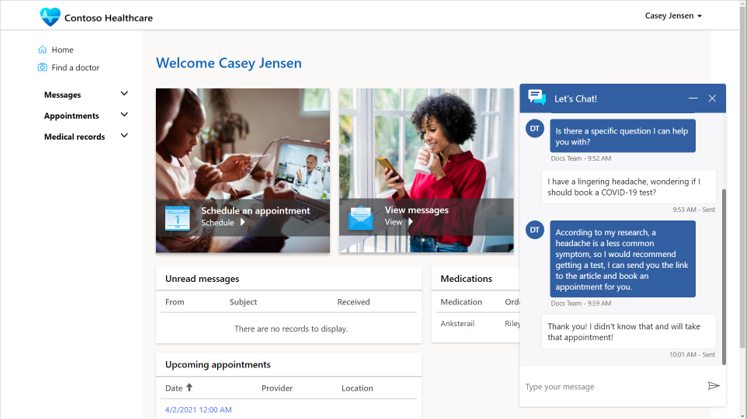 Contoso Healthcare
Casey Jensen
Home
Find a doctor
Messages
Appointments
Medical records
Welcome Casey Jensen
1
Schedule an appointment
Schedule
View messages
View
Unread messages
From Subject Received
There are no records to display.
Medications
Medication Ord
Anksterail Riley
Upcoming appointments
Date Provider Location
4/2/2021 12:00 AM
Let's Chat!
DT
Is there a specific question I can help
you with?
Docs Team - 9:52 AM
I have a lingering headache, wondering if I
should book a COVID-19 test?
9:53 AM - Sent
DT
According to my research, a
headache is a less common
symptom, so I would recommend
getting a test, I can send you the link
to the article and book an
appointment for you.
Docs Team - 9:59 AM
Thank you! I didn't know that and will take
that appointment!
10:01 AM - Sent
Type your message